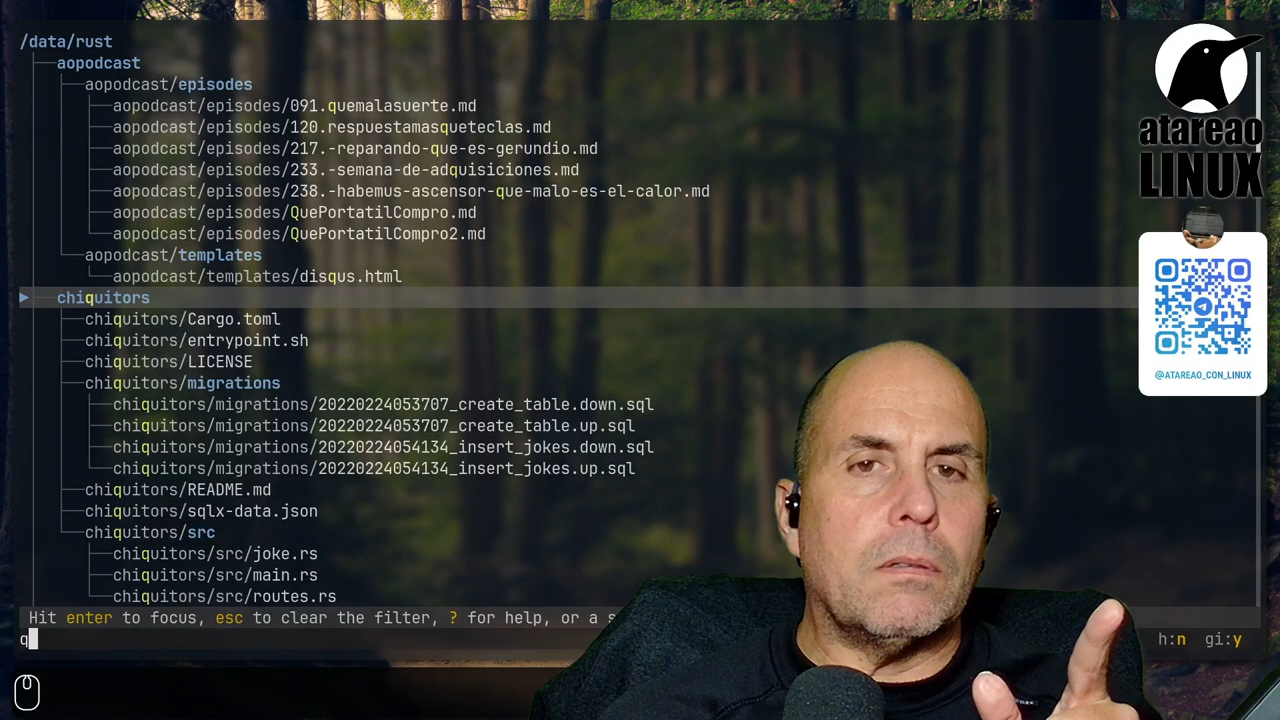 /data/rust
aopodcast
aopodcast/episodes
aopodcast/episodes/091.quemalasuerte.md
aopodcast/episodes/120.respuestamasqueteclas.md
aopodcast/episodes/217.-reparando-que-es-gerundio.md
aopodcast/episodes/233.-semana-de-adquisiciones.md
aopodcast/episodes/238.-habemus-ascensor-que-malo-es-el-calor.md
aopodcast/episodes/QuePortatilCompro.md
aopodcast/episodes/QuePortatilCompro2.md
aopodcast/templates
aopodcast/templates/disqus.html
chiquitors
chiquitors/Cargo.toml
chiquitors/entrypoint.sh
chiquitors/LICENSE
chiquitors/migrations
chiquitors/migrations/20220224053707_create_table.down.sql
chiquitors/migrations/20220224053707_create_table.up.sql
chiquitors/migrations/20220224054134_insert_jokes.down.sql
chiquitors/migrations/20220224054134_insert_jokes.up.sql
chiquitors/README.md
chiquitors/sqlx-data.json
chiquitors/src
chiquitors/src/joke.rs
chiquitors/src/main.rs
chiquitors/src/routes.rs
Hit enter to focus, esc to clear the filter, ? for help, or a s
q
h:n gi:y
atareao
LINUX
@ATAREAO_CON_LINUX